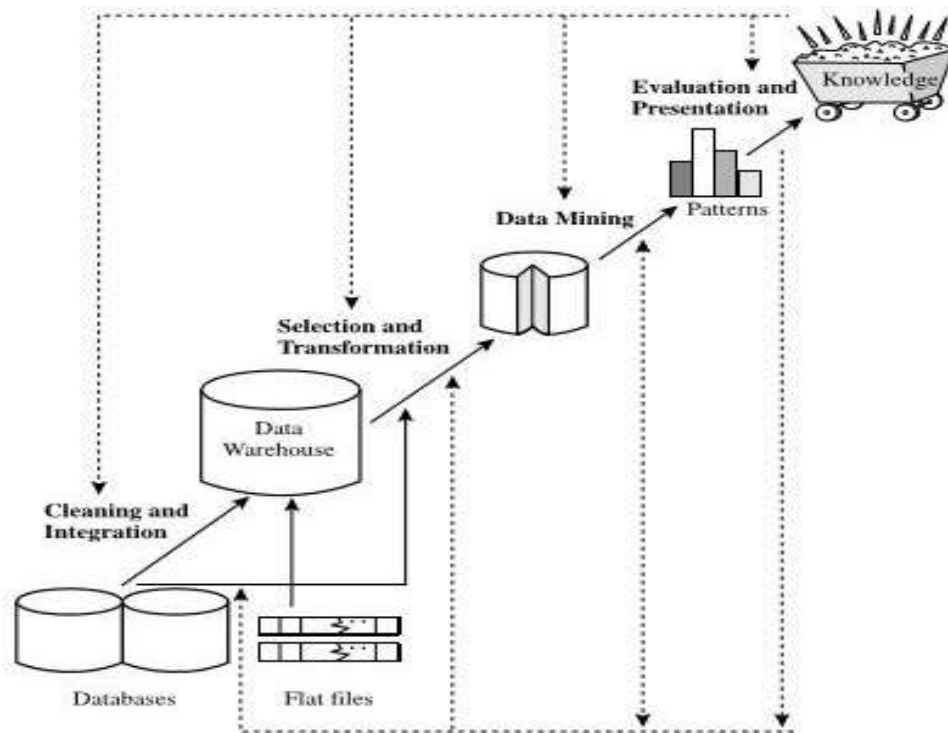 Knowledge
Evaluation and
Presentation
Patterns
Data Mining
Selection and
Transformation
Data
Warehouse
Cleaning and
Integration
Databases
Flat files